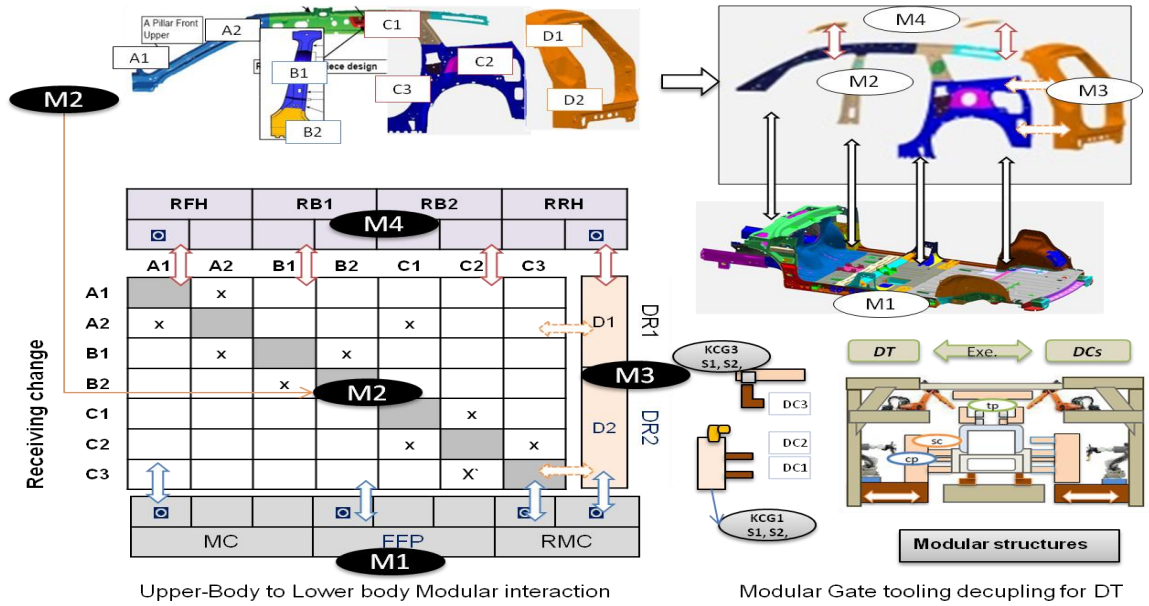 A Pillar Front
Upper
A1
A2
C1
B1
iece design
C2
C3
B2
D1
D2
M4
M2
M3
M2
RFH RB1 RB2 RRH
M4
A1 A2 B1 B2 C1 C2 C3
A1 x
A2 x x
D1
B1 x x
B2 x
M2
C1 x
C2 x x
D2
C3 X`
Receiving change
DR1
DR2
M3
MC FFP RMC
M1
Upper-Body to Lower body Modular interaction
M1
KCG3
S1, S2,
DC3
DC2
DC1
KCG1
S1, S2,
DT Exe. DCs
tp
sc
cp
Modular structures
Modular Gate tooling decupling for DT